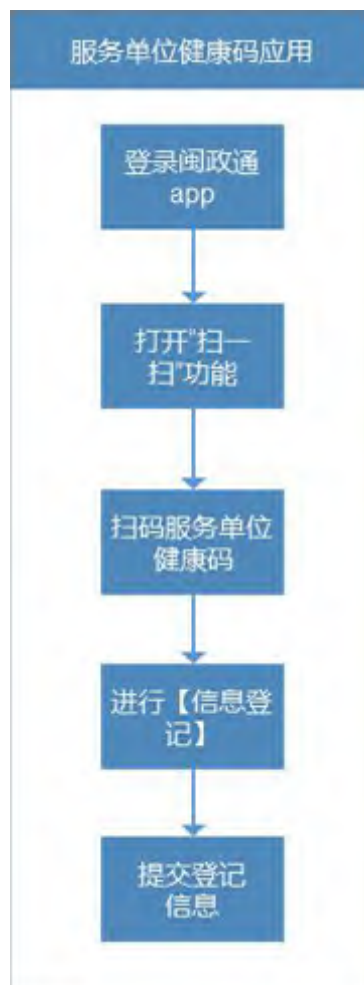 服务单位健康码应用
登录闽政通
app
打开“扫一
扫”功能
扫码服务单位
健康码
进行【信息登
记】
提交登记
信息